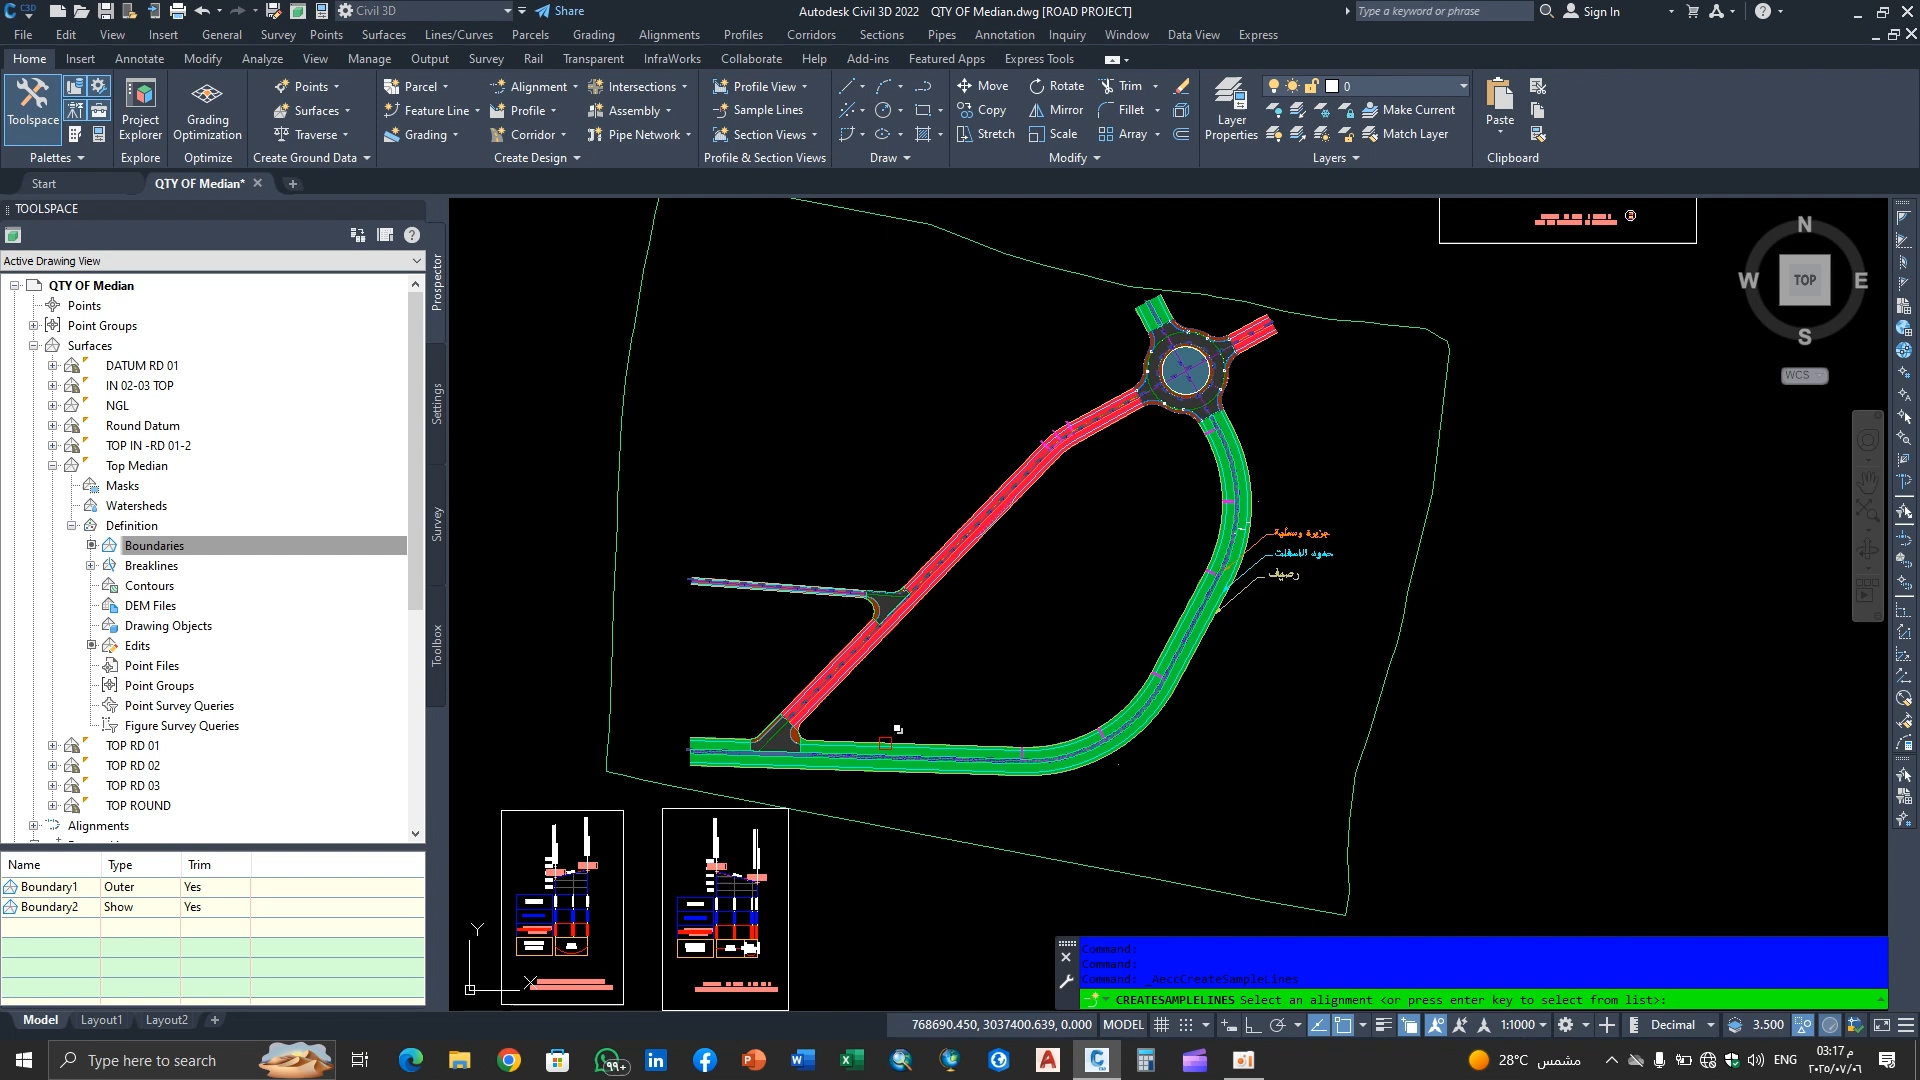 C3D
Civil 3D
Share
Autodesk Civil 3D 2022 QTY OF Median.dwg [ROAD PROJECT]
Type a keyword or phrase
Sign In
File Edit View Insert General Survey Points Surfaces Lines/Curves Parcels Grading Alignments Profiles Corridors Sections Pipes Annotation Inquiry Window Data View Express
Home Insert Annotate Modify Analyze View Manage Output Survey Rail Transparent InfraWorks Collaborate Help Add-ins Featured Apps Express Tools
Toolspace
Project Explorer
Grading Optimization
Points
Surfaces
Traverse
Parcel
Feature Line
Grading
Alignment
Profile
Corridor
Intersections
Assembly
Pipe Network
Profile View
Sample Lines
Section Views
Move Rotate Trim
Copy Mirror Fillet
Stretch Scale Array
Layer Properties
0
Make Current
Match Layer
Paste
Palettes Explore Optimize Create Ground Data Create Design Profile & Section Views Draw Modify Layers Clipboard
Start QTY OF Median*
TOOLSPACE
Active Drawing View
QTY OF Median
Points
Point Groups
Surfaces
DATUM RD 01
IN 02-03 TOP
NGL
Round Datum
TOP IN -RD 01-2
Top Median
Masks
Watersheds
Definition
Boundaries
Breaklines
Contours
DEM Files
Drawing Objects
Edits
Point Files
Point Groups
Point Survey Queries
Figure Survey Queries
TOP RD 01
TOP RD 02
TOP RD 03
TOP ROUND
Alignments
Prospector
Settings
Survey
Toolbox
Name Type Trim
Boundary1 Outer Yes
Boundary2 Show Yes
N
W TOP E
S
WCS
جزيرة وسطية
حدود الاسفلت
رصيف
Y
X
Command:
Command:
Command: _AeccCreateSampleLines
CREATESAMPLELINES Select an alignment <or press enter key to select from list>:
Model Layout1 Layout2
768690.450, 3037400.639, 0.000 MODEL 1:1000 Decimal 3.500
Type here to search
٩٩+
28°C مشمس
ENG
03:17 م
٢٠٢٥/٠٧/٠٦